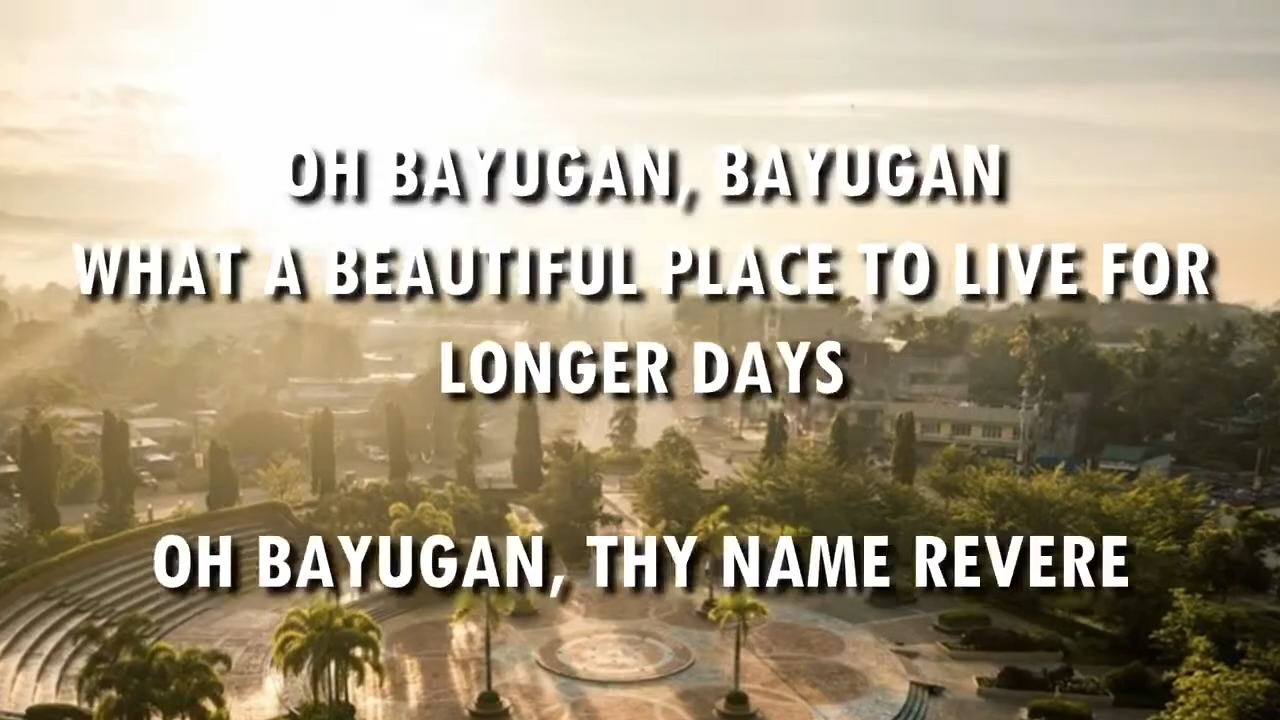 OH BAYUGAN, BAYUGAN
WHAT A BEAUTIFUL PLACE TO LIVE FOR
LONGER DAYS
OH BAYUGAN, THY NAME REVERE